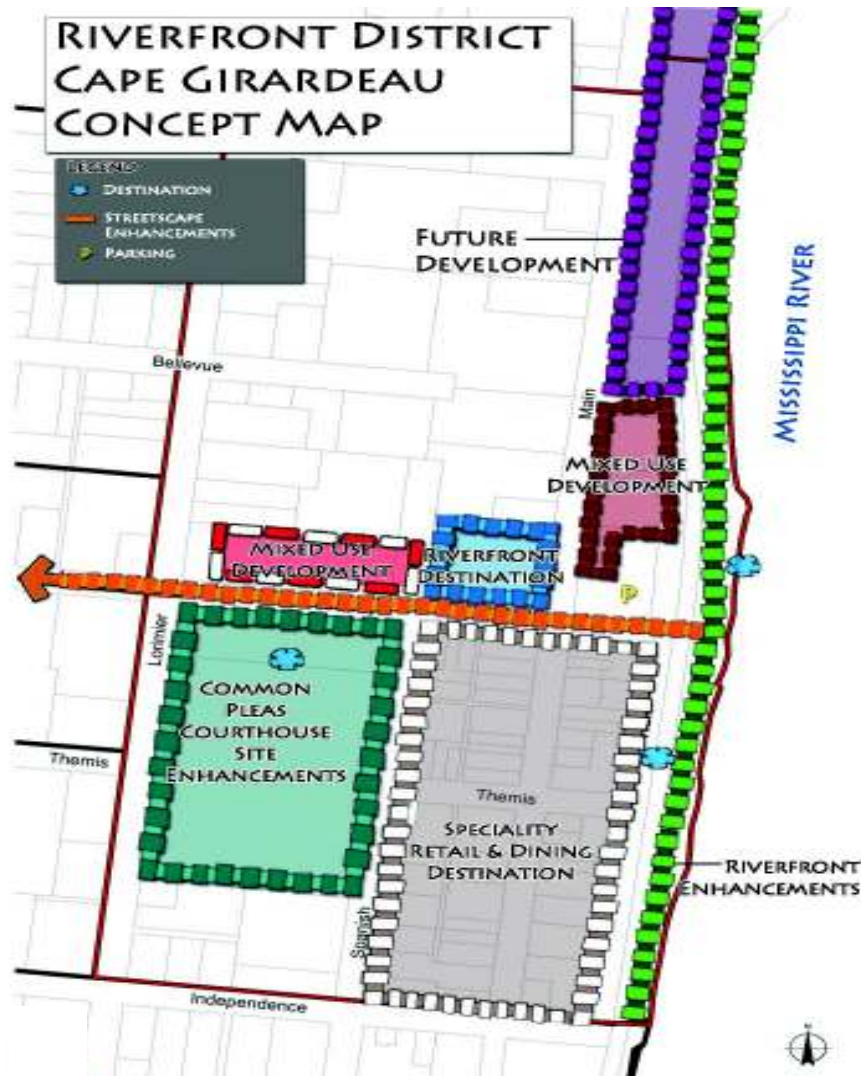 RIVERFRONT DISTRICT
CAPE GIRARDEAU
CONCEPT MAP
LEGEND
DESTINATION
STREETSCAPE
ENHANCEMENTS
P PARKING
FUTURE
DEVELOPMENT
MISSISSIPPI RIVER
Bellevue
Main
MIXED USE
DEVELOPMENT
MIXED USE
DEVELOPMENT
RIVERFRONT
DESTINATION
P
Lorimier
COMMON
PLEAS
COURTHOUSE
SITE
ENHANCEMENTS
Themis
Themis
SPECIALITY
RETAIL & DINING
DESTINATION
RIVERFRONT
ENHANCEMENTS
Spanish
Independence
N